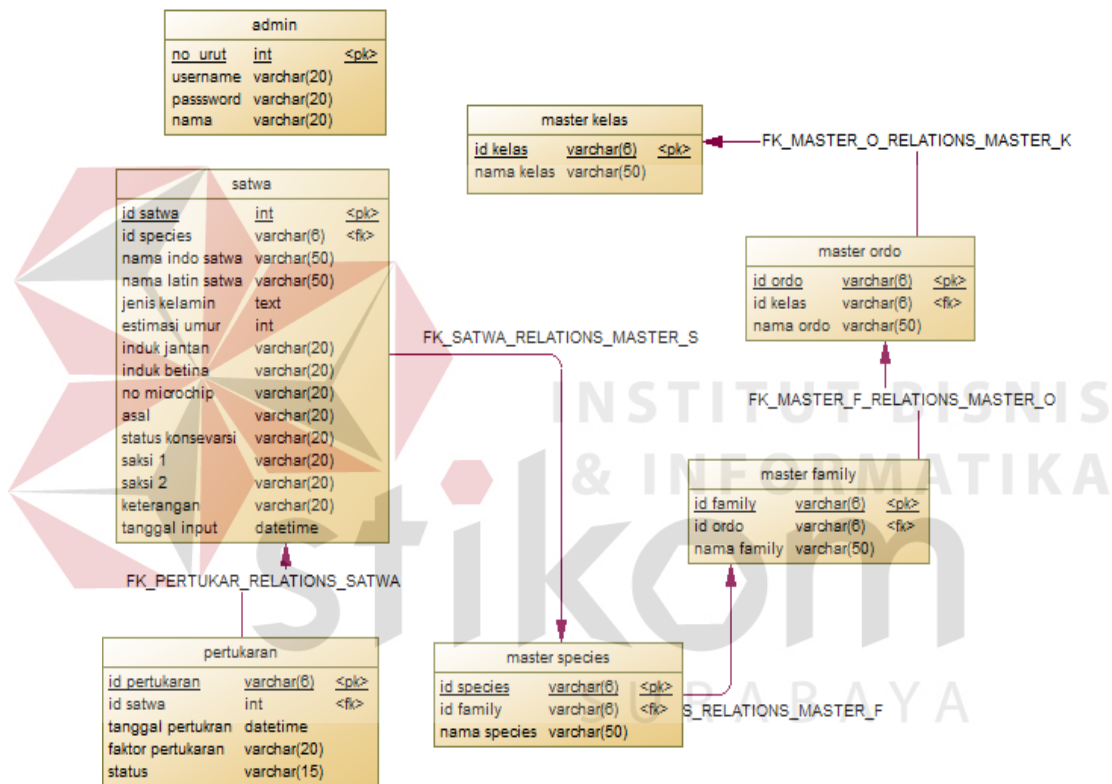 admin
no_urut int <pk>
username varchar(20)
passsword varchar(20)
nama varchar(20)
master kelas
id kelas varchar(6) <pk>
nama kelas varchar(50)
FK_MASTER_O_RELATIONS_MASTER_K
satwa
id satwa int <pk>
id species varchar(6) <fk>
nama indo satwa varchar(50)
nama latin satwa varchar(50)
jenis kelamin text
estimasi umur int
induk jantan varchar(20)
induk betina varchar(20)
no microchip varchar(20)
asal varchar(20)
status konsevarsi varchar(20)
saksi 1 varchar(20)
saksi 2 varchar(20)
keterangan varchar(20)
tanggal input datetime
master ordo
id ordo varchar(6) <pk>
id kelas varchar(6) <fk>
nama ordo varchar(50)
FK_SATWA_RELATIONS_MASTER_S
FK_MASTER_F_RELATIONS_MASTER_O
INSTITUT BISNIS
& INFORMATIKA
master family
id family varchar(6) <pk>
id ordo varchar(6) <fk>
nama family varchar(50)
stikom
SURABAYA
FK_PERTUKAR_RELATIONS_SATWA
pertukaran
id pertukaran varchar(6) <pk>
id satwa int <fk>
tanggal pertukran datetime
faktor pertukaran varchar(20)
status varchar(15)
master species
id species varchar(6) <pk>
id family varchar(6) <fk>
nama species varchar(50)
S_RELATIONS_MASTER_F